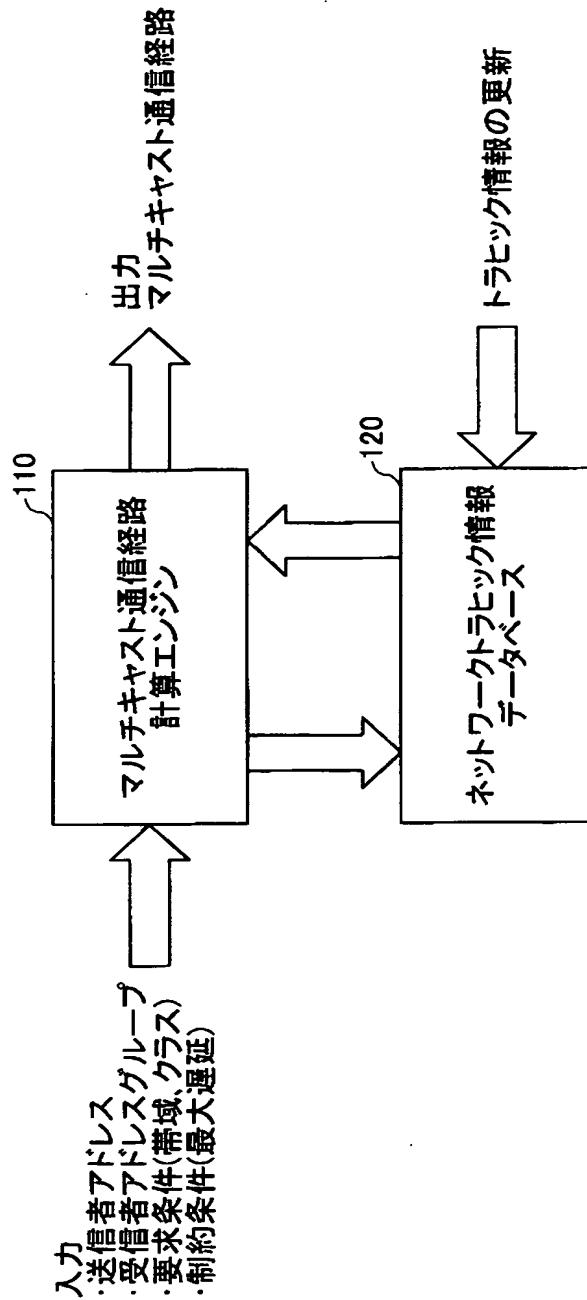 入力
・送信者アドレス
・受信者アドレスグループ
・要求条件(帯域、クラス)
・制約条件(最大遅延)
110
マルチキャスト通信経路
計算エンジン
出力
マルチキャスト通信経路
120
ネットワークトラヒック情報
データベース
トラヒック情報の更新